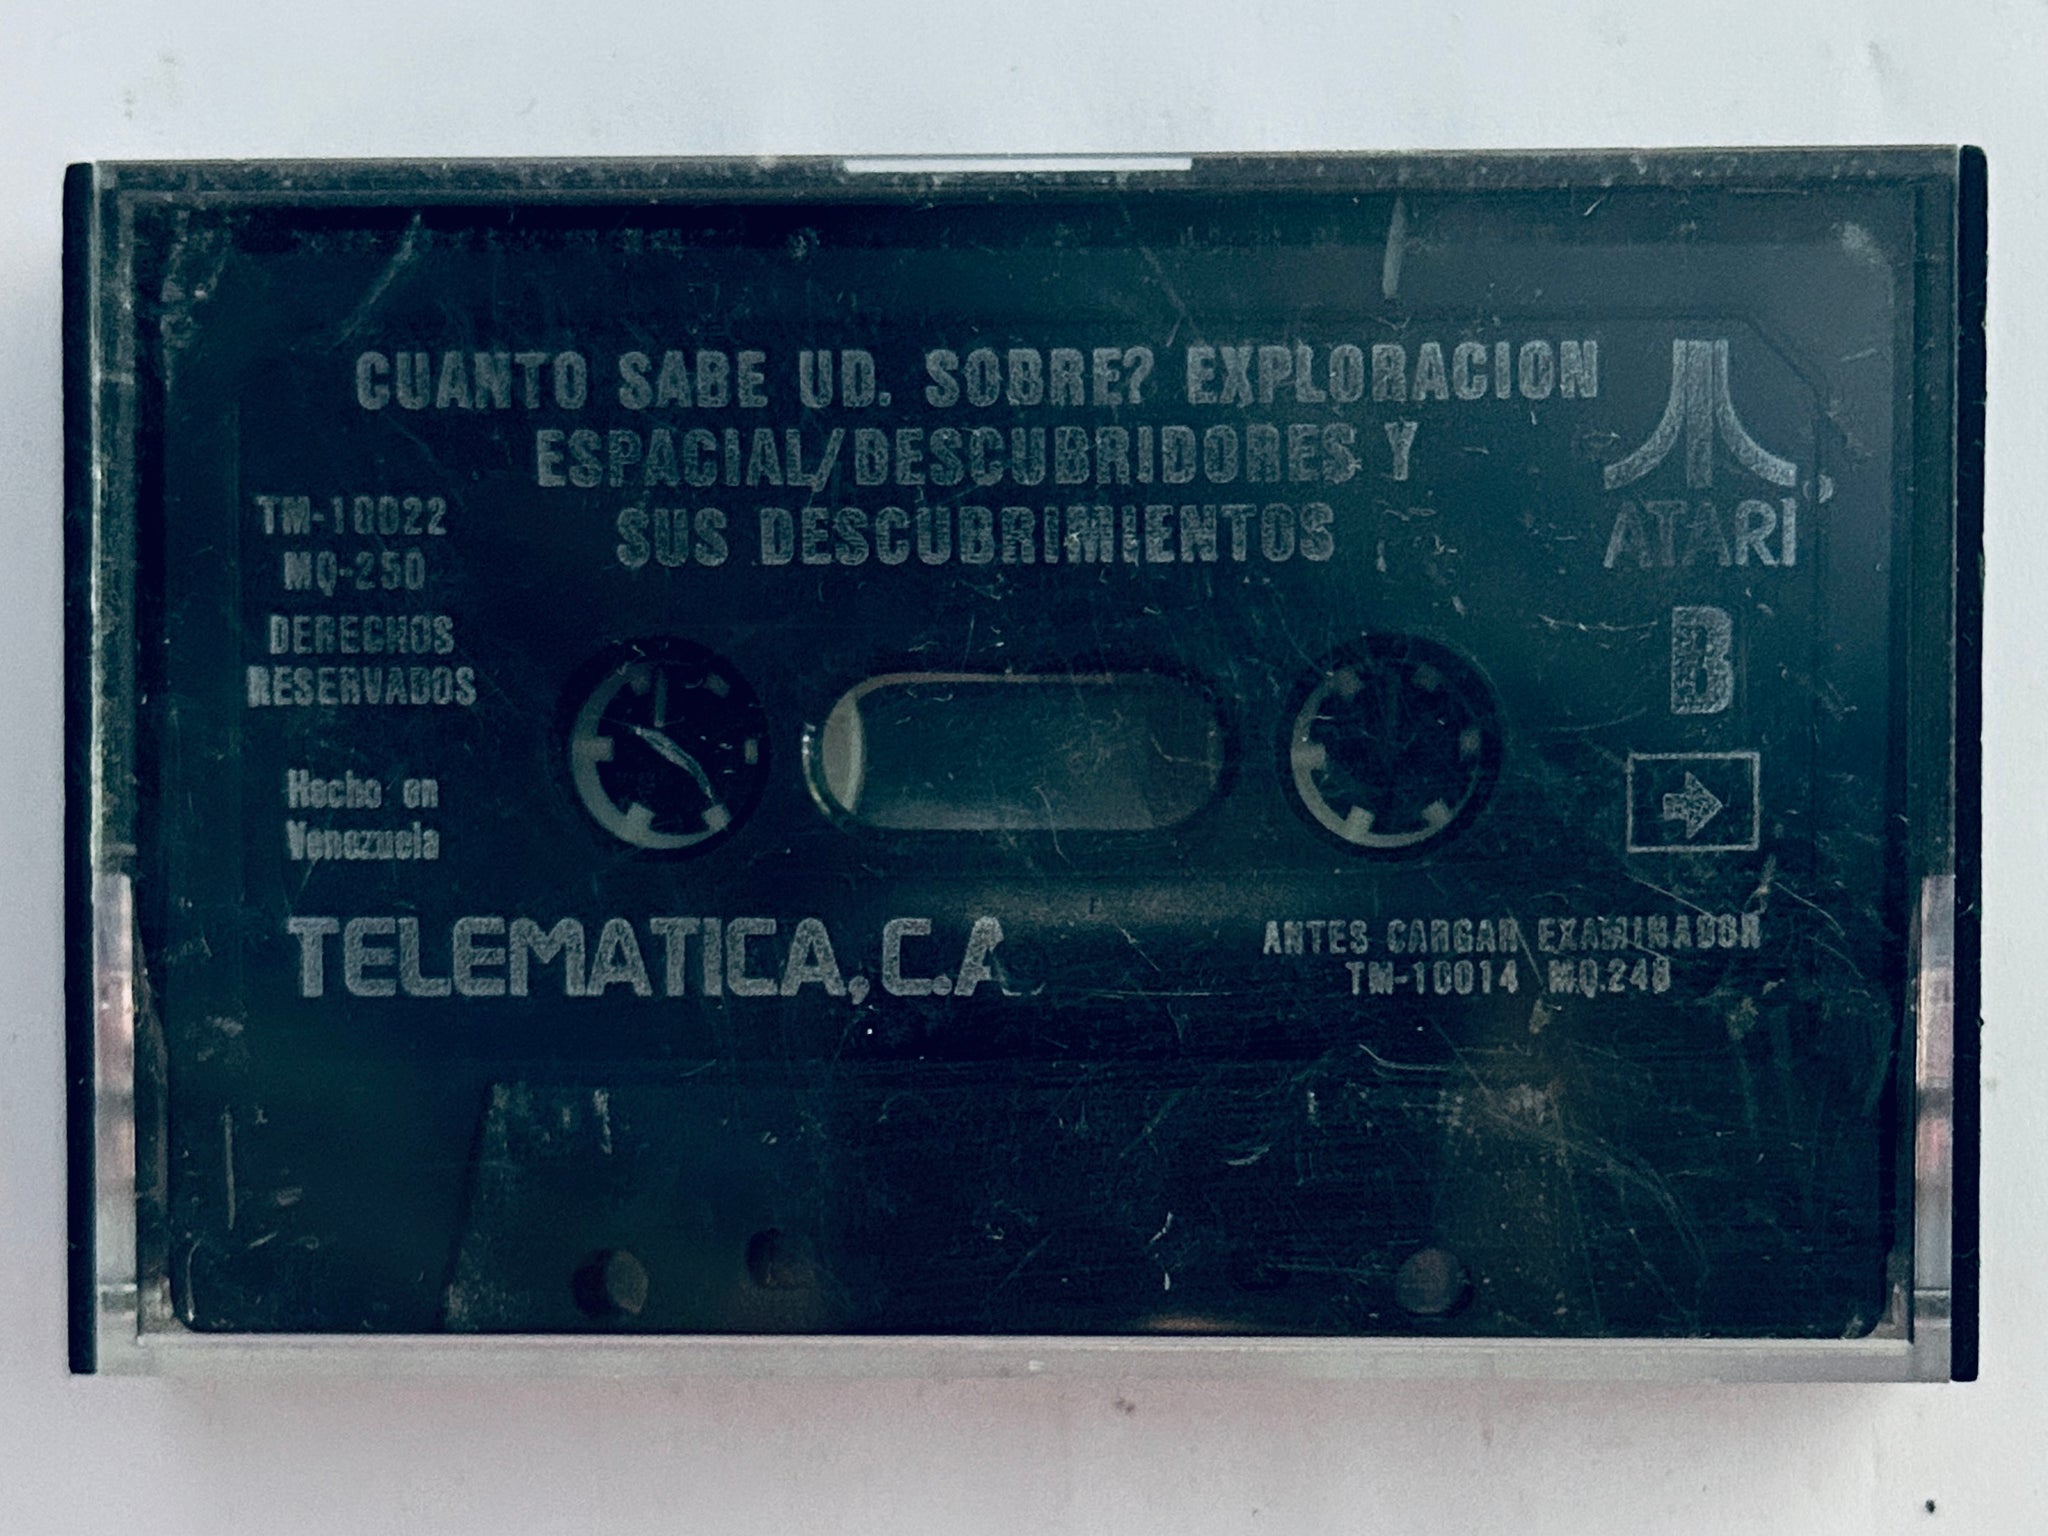 CUANTO SABE UD. SOBRE? EXPLORACION
ESPACIAL/DESCUBRIDORES Y
SUS DESCUBRIMIENTOS
ATARI
TM-10022
MQ-250
DERECHOS
RESERVADOS
B
Hecho en
Venezuela
TELEMATICA, C.A
ANTES CARGAR EXAMINADOR
TM-10014 MQ.248